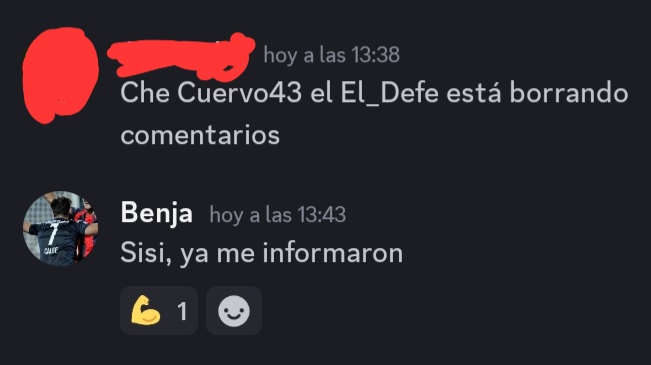 hoy a las 13:38
Che Cuervo43 el El_Defe está borrando
comentarios
Benja hoy a las 13:43
Sisi, ya me informaron
1